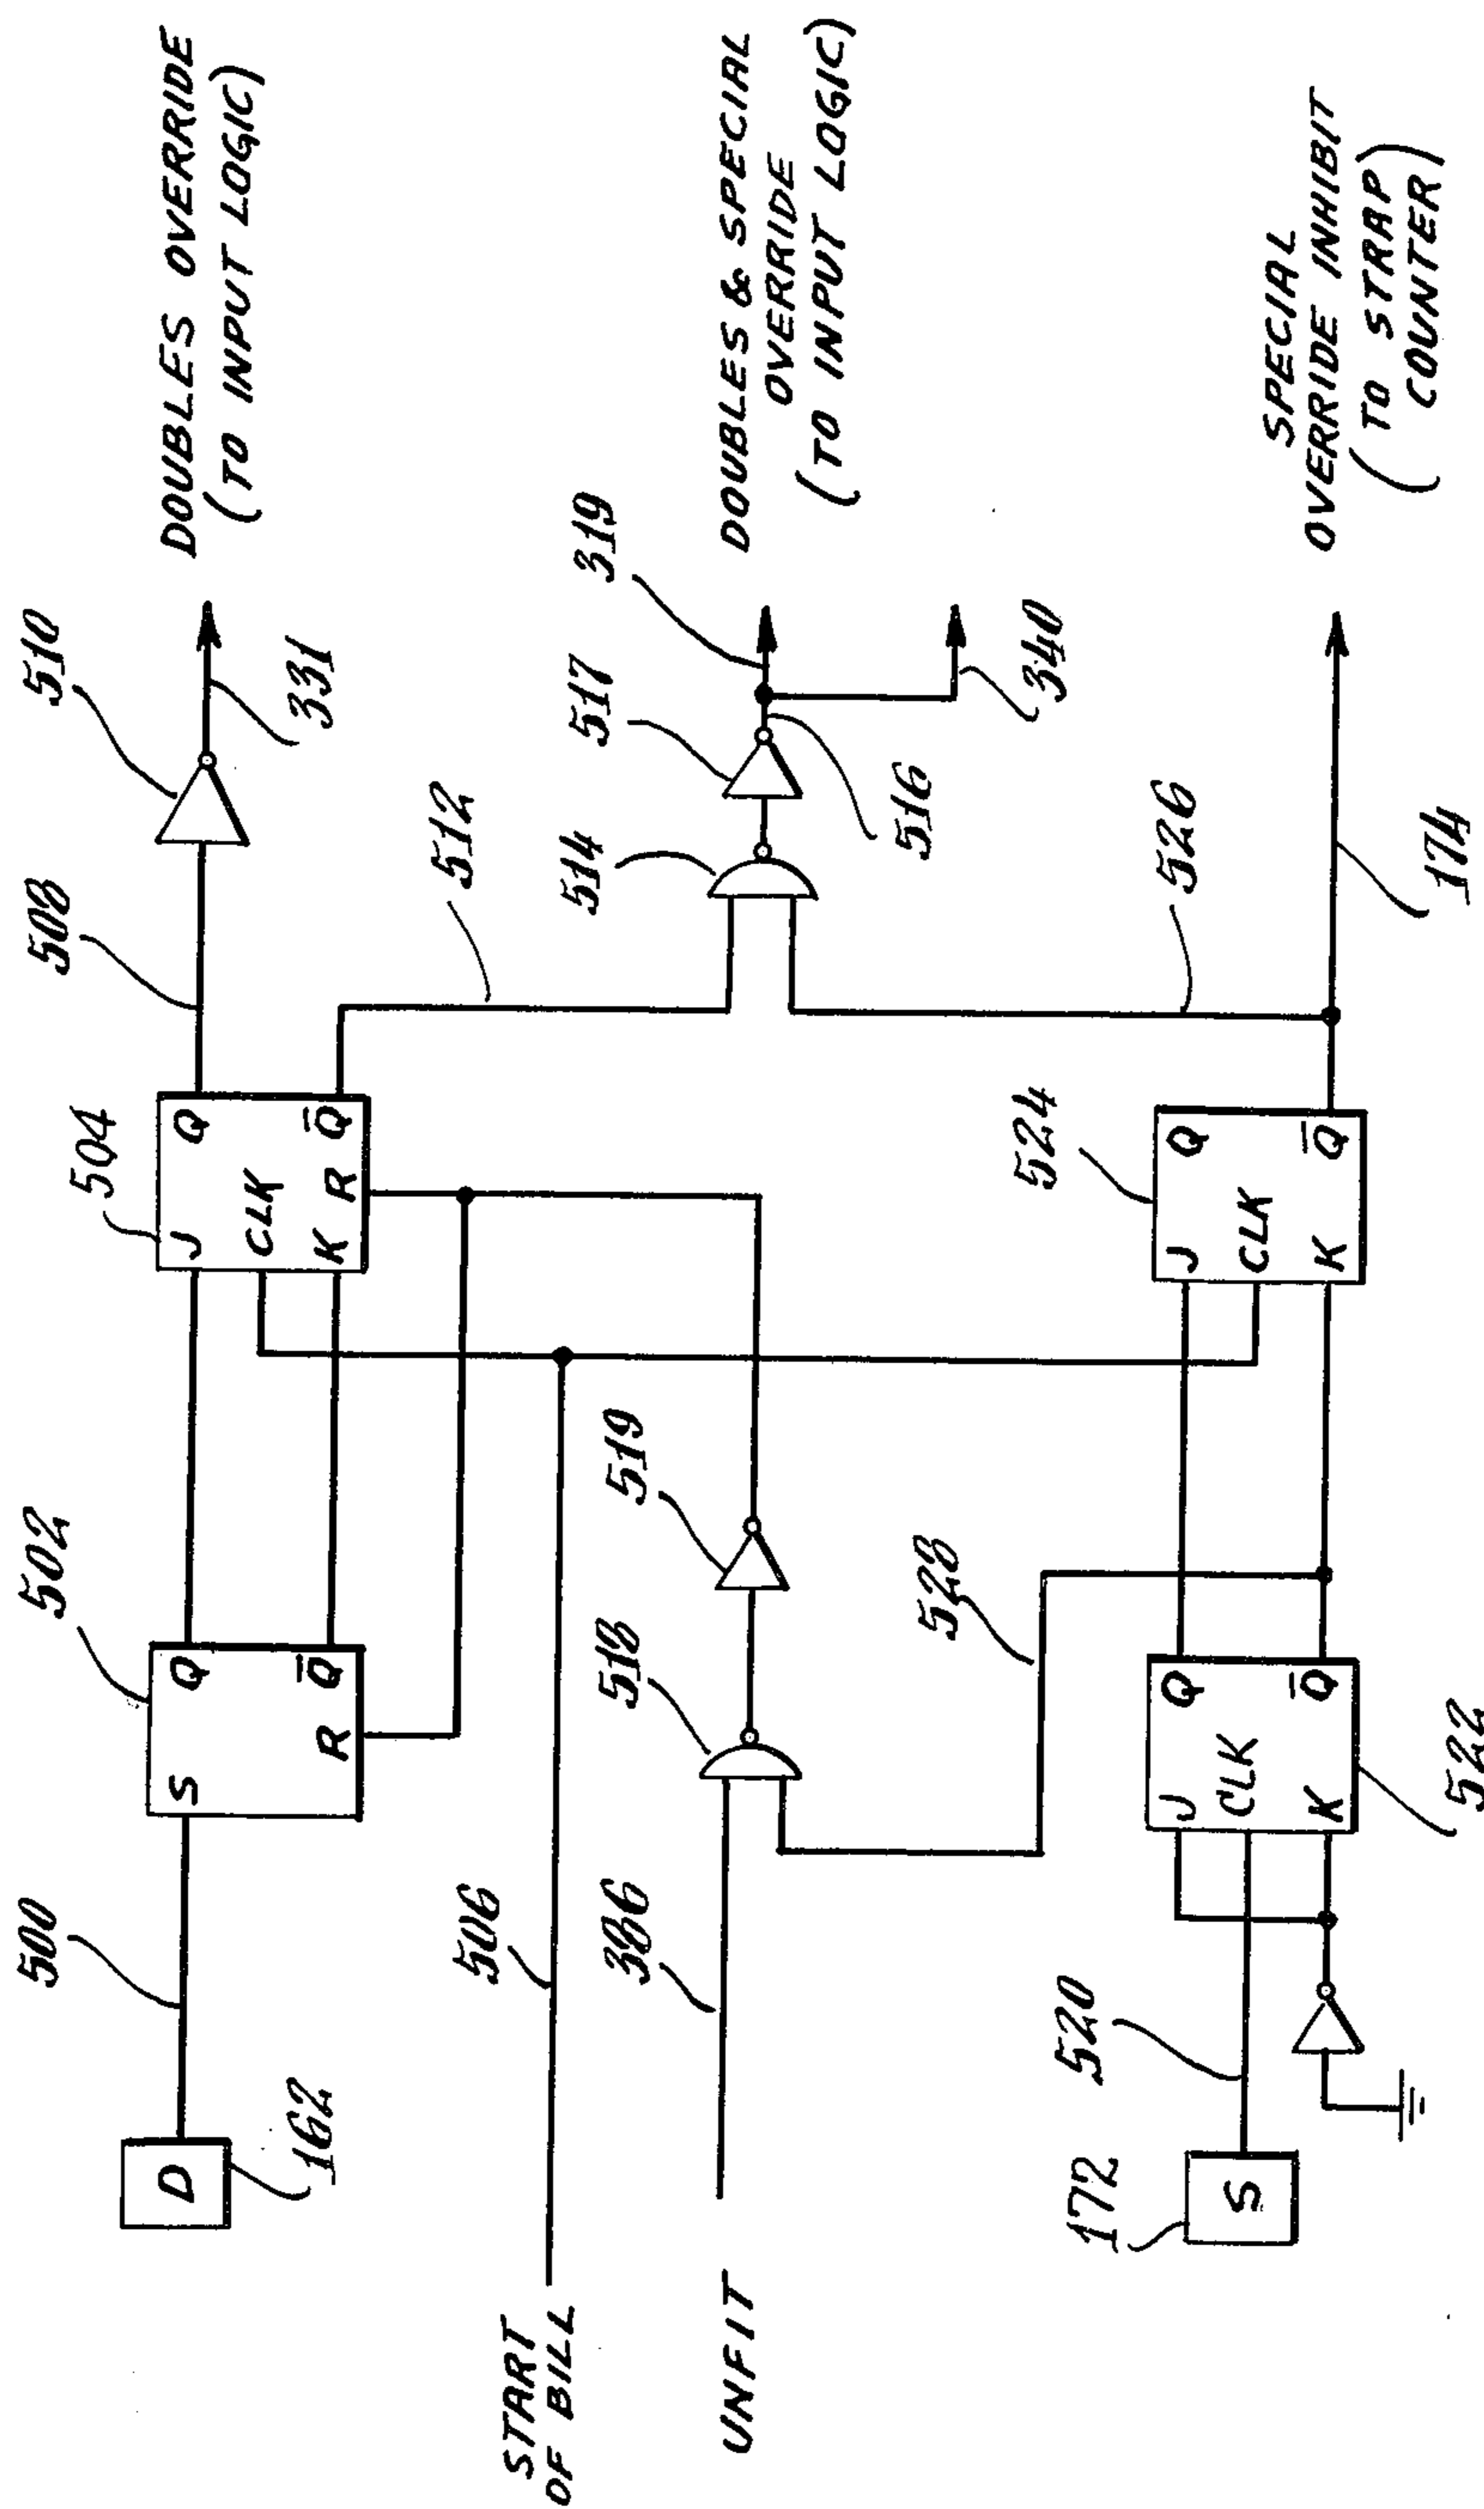 510
508
504
502
500
DOUBLES OVERRIDE
(TO INPUT LOGIC)
331
Q
J
CLK
Q̅
K
R
Q
S
Q̅
R
D
162
512
506
START
OF BILL
319
517
514
516
DOUBLES & SPECIAL
OVERRIDE
(TO INPUT LOGIC)
340
519
518
306
UNFIT
528
526
524
520
172
SPECIAL
OVERRIDE INHIBIT
(TO STRAP
COUNTER)
174
Q
J
CLK
Q̅
K
Q
J
CLK
Q̅
K
522
S